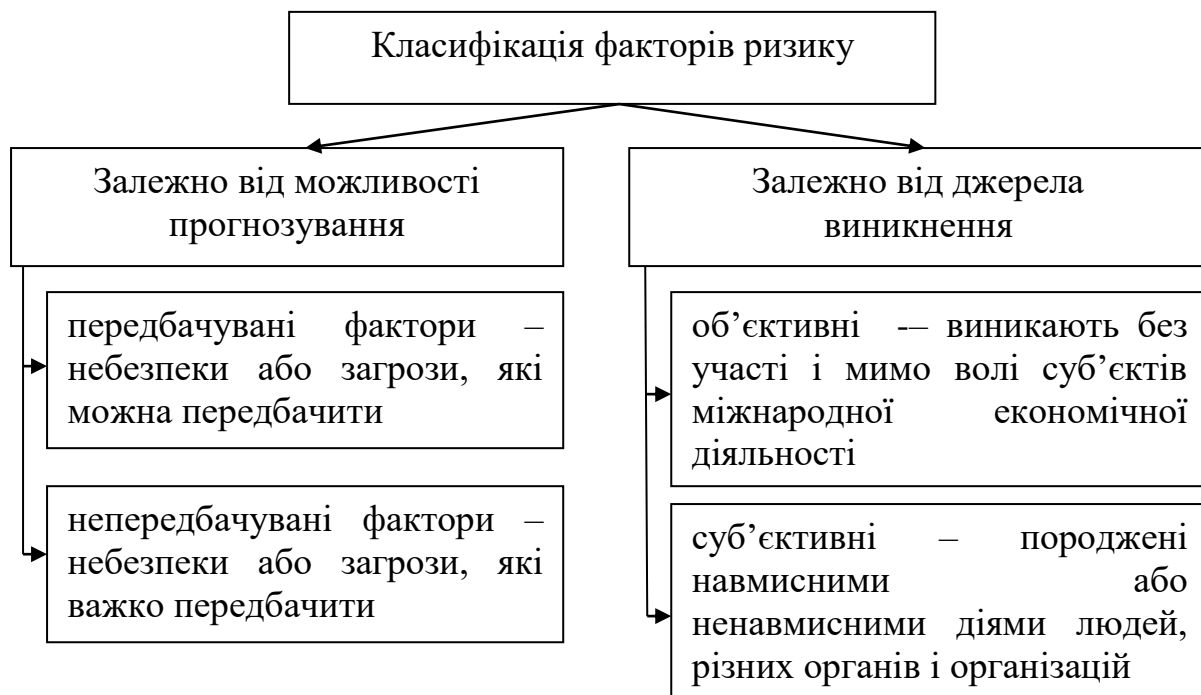 Класифікація факторів ризику
Залежно від можливості
прогнозування
передбачувані фактори –
небезпеки або загрози, які
можна передбачити
непередбачувані фактори –
небезпеки або загрози, які
важко передбачити
Залежно від джерела
виникнення
об’єктивні -– виникають без
участі і мимо волі суб’єктів
міжнародної економічної
діяльності
суб’єктивні – породжені
навмисними або
ненавмисними діями людей,
різних органів і організацій